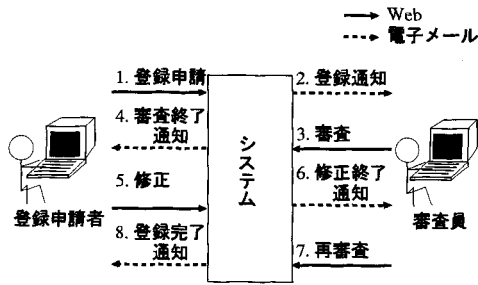 Web
電子メール
1. 登録申請
2. 登録通知
4. 審査終了
通知
3. 審査
システム
5. 修正
6. 修正終了
通知
登録申請者
審査員
8. 登録完了
通知
7. 再審査